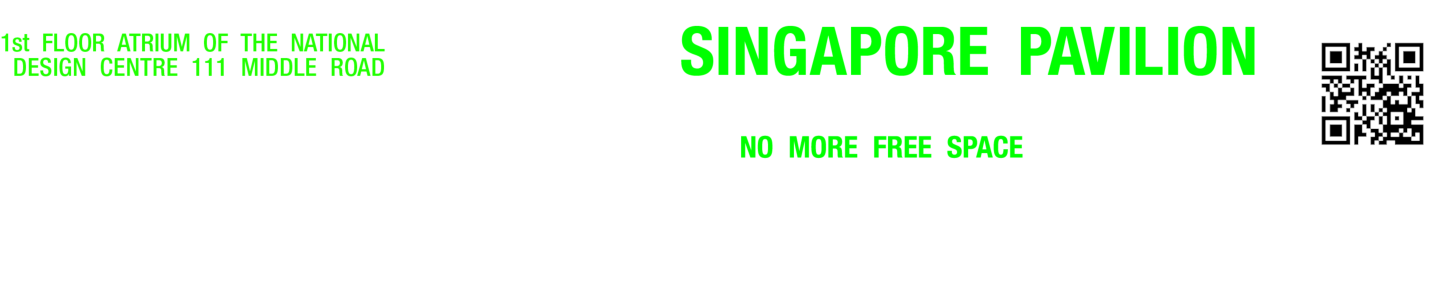 1st FLOOR ATRIUM OF THE NATIONAL
DESIGN CENTRE 111 MIDDLE ROAD
SINGAPORE PAVILION
NO MORE FREE SPACE